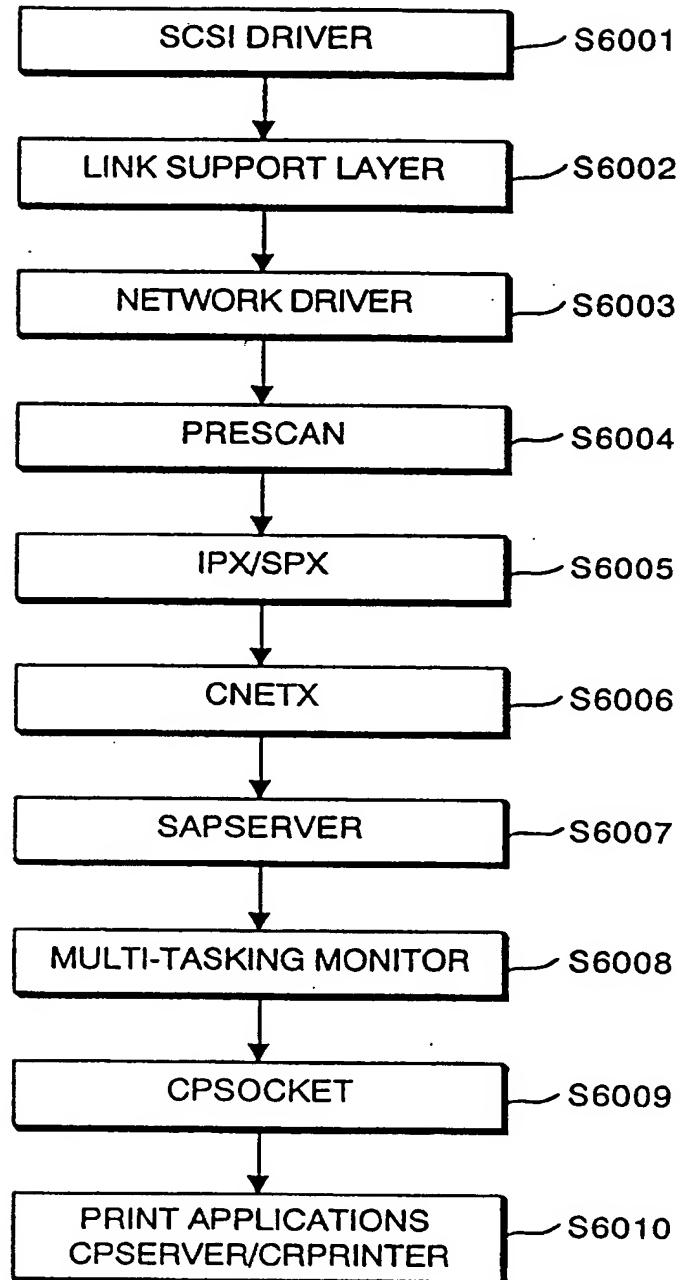 SCSI DRIVER S6001
LINK SUPPORT LAYER S6002
NETWORK DRIVER S6003
PRESCAN S6004
IPX/SPX S6005
CNETX S6006
SAPSERVER S6007
MULTI-TASKING MONITOR S6008
CPSOCKET S6009
PRINT APPLICATIONS
CPSERVER/CRPRINTER S6010